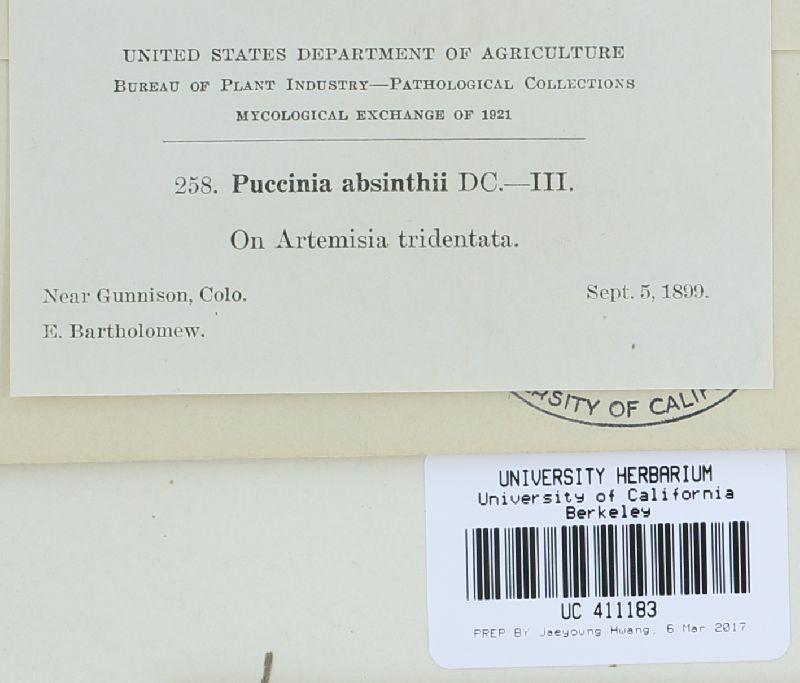 UNITED STATES DEPARTMENT OF AGRICULTURE
BUREAU OF PLANT INDUSTRY—PATHOLOGICAL COLLECTIONS
MYCOLOGICAL EXCHANGE OF 1921
258. Puccinia absinthii DC.—III.
On Artemisia tridentata.
Near Gunnison, Colo. Sept. 5, 1899.
E. Bartholomew.
RSITY OF CALIF
UNIVERSITY HERBARIUM
University of California
Berkeley
UC 411183
PREP BY Jaeyoung Hwang, 6 Mar 2017